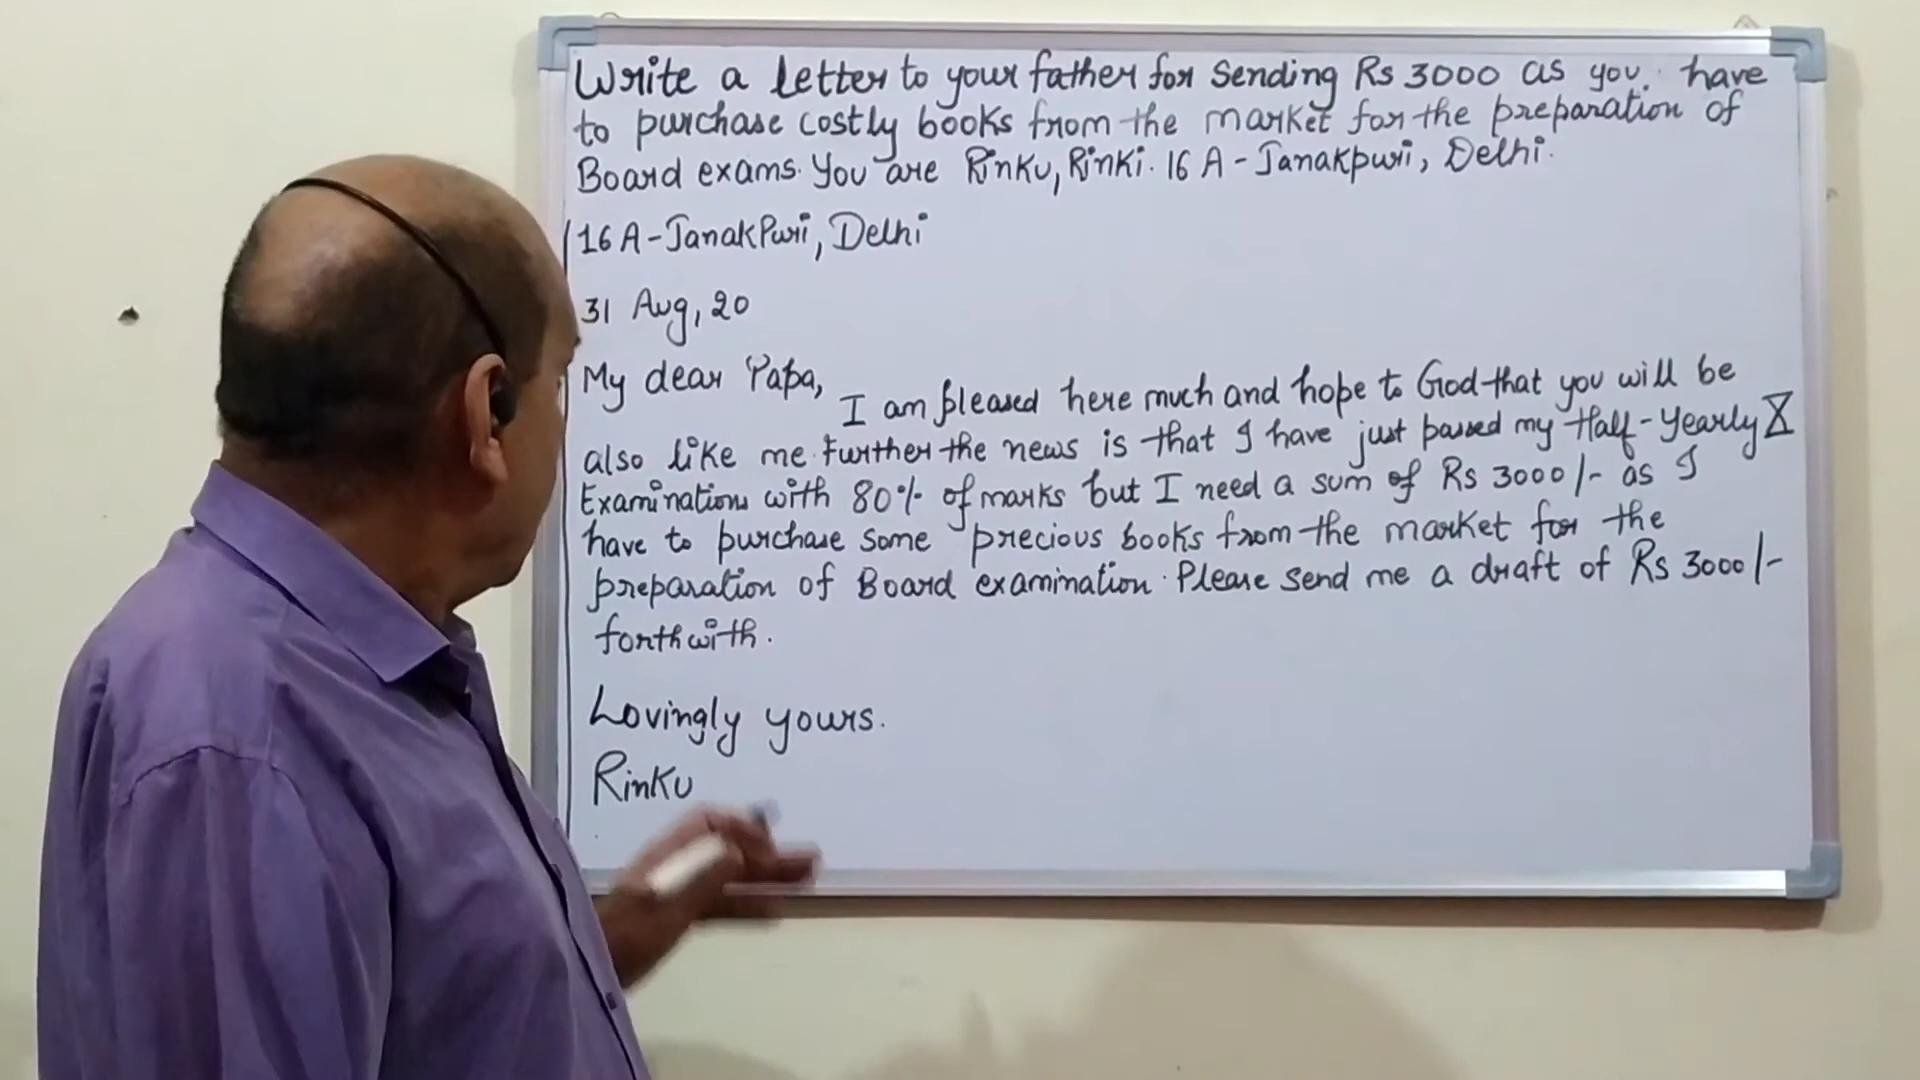 Write a letter to your father for sending Rs 3000 as you have
to purchase costly books from the market for the preparation of
Board exams. You are Rinku, Rinki. 16 A - Janakpuri, Delhi.
16 A - JanakPuri, Delhi
31 Aug, 20
My dear Papa,
I am pleased here much and hope to God that you will be
also like me. Further the news is that I have just passed my Half-Yearly X
Examination with 80% of marks but I need a sum of Rs 3000/- as I
have to purchase some precious books from the market for the
preparation of Board examination. Please send me a draft of Rs 3000/-
forthwith.
Lovingly yours.
Rinku